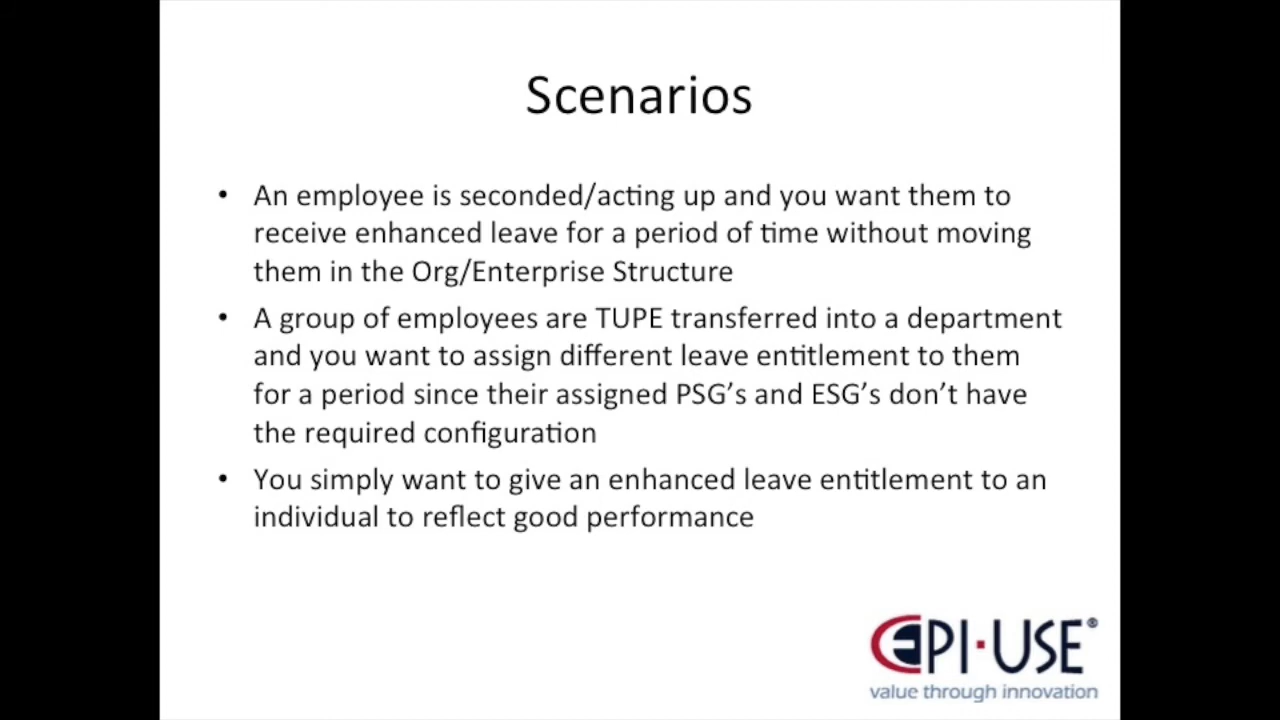 Scenarios
• An employee is seconded/acting up and you want them to
receive enhanced leave for a period of time without moving
them in the Org/Enterprise Structure
• A group of employees are TUPE transferred into a department
and you want to assign different leave entitlement to them
for a period since their assigned PSG’s and ESG’s don’t have
the required configuration
• You simply want to give an enhanced leave entitlement to an
individual to reflect good performance
EPI·USE®
value through innovation